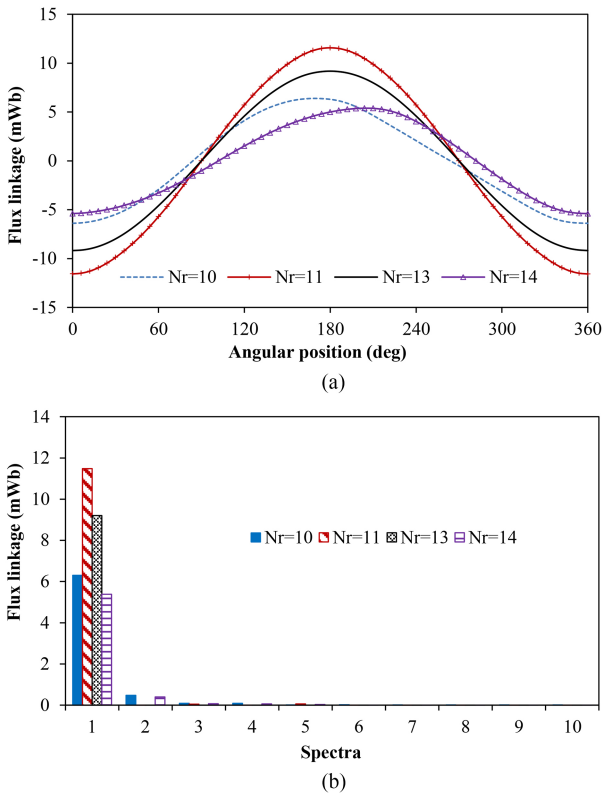 15
10
5
0
-5
-10
-15
Flux linkage (mWb)
Nr=10 Nr=11 Nr=13 Nr=14
0 60 120 180 240 300 360
Angular position (deg)
(a)
14
12
10
8
6
4
2
0
Flux linkage (mWb)
Nr=10 Nr=11 Nr=13 Nr=14
1 2 3 4 5 6 7 8 9 10
Spectra
(b)